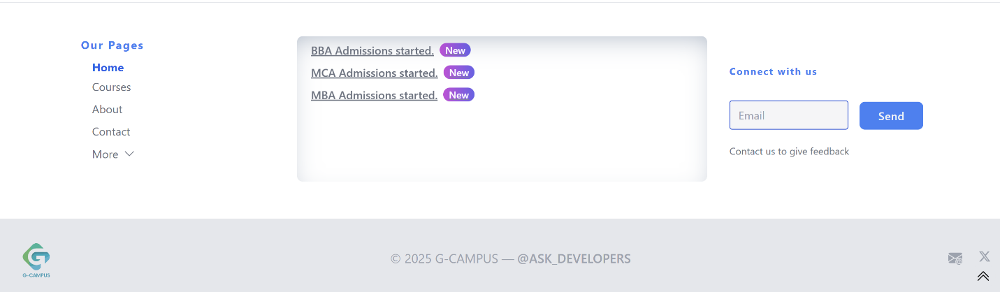 Our Pages
Home
Courses
About
Contact
More
BBA Admissions started. New
MCA Admissions started. New
MBA Admissions started. New
Connect with us
Email
Send
Contact us to give feedback
G
G-CAMPUS
© 2025 G-CAMPUS — @ASK_DEVELOPERS